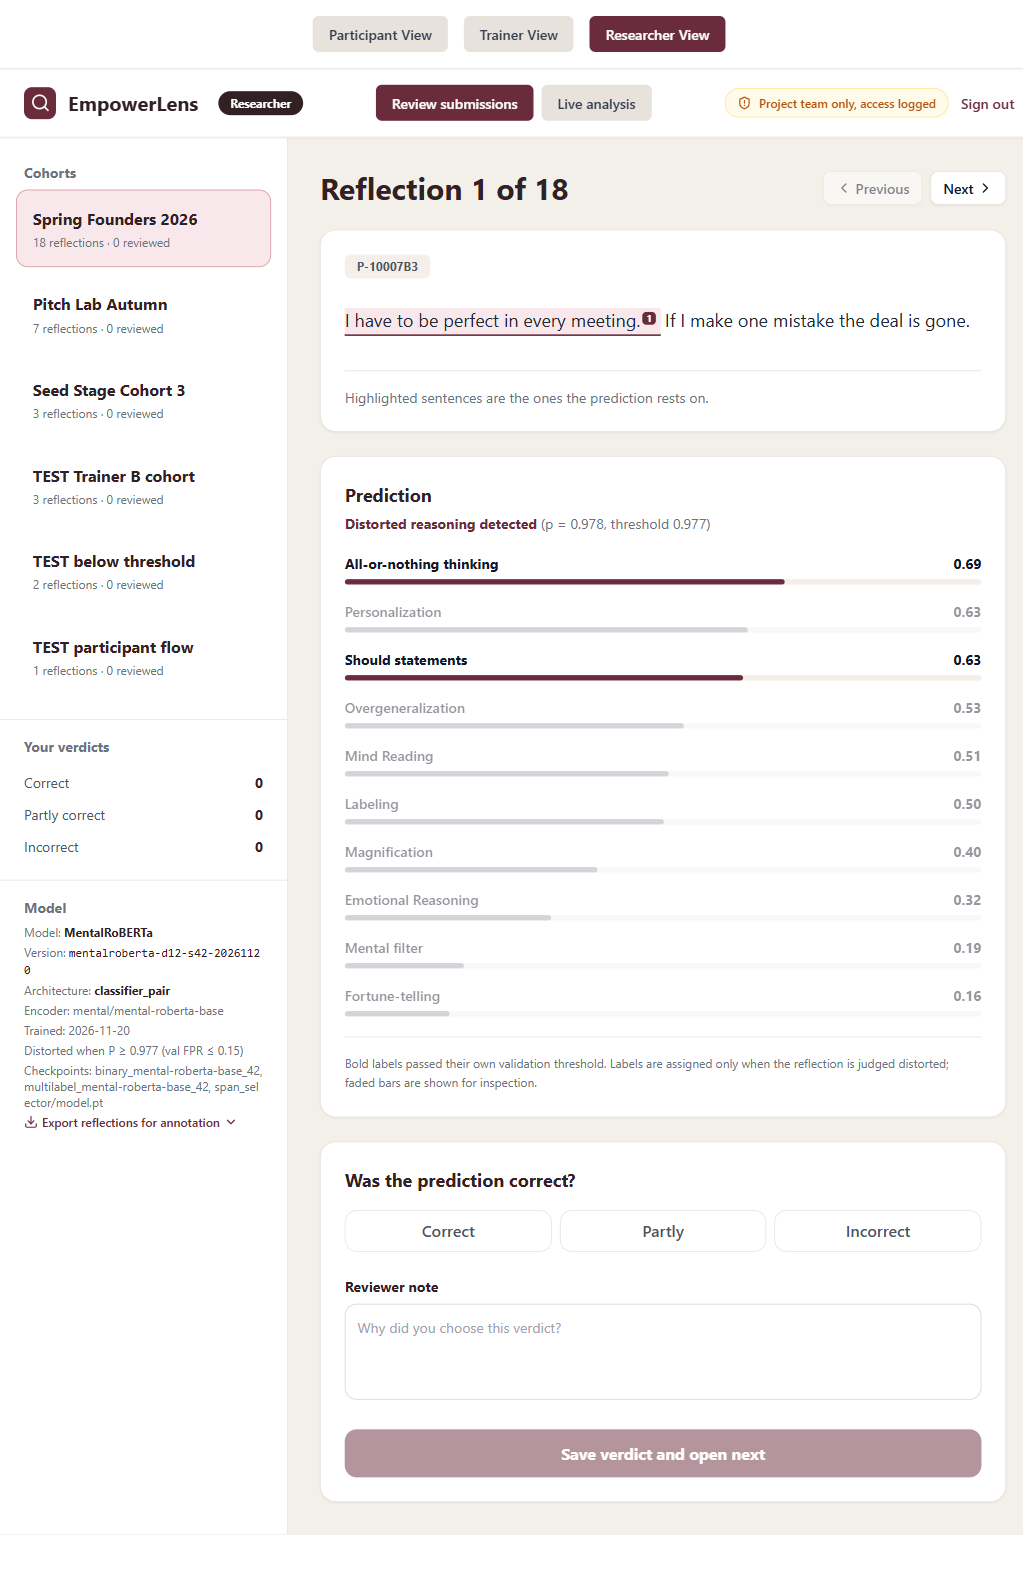 Participant View
Trainer View
Researcher View
EmpowerLens
Researcher
Review submissions
Live analysis
Project team only, access logged
Sign out
Cohorts
Spring Founders 2026
18 reflections · 0 reviewed
Pitch Lab Autumn
7 reflections · 0 reviewed
Seed Stage Cohort 3
3 reflections · 0 reviewed
TEST Trainer B cohort
3 reflections · 0 reviewed
TEST below threshold
2 reflections · 0 reviewed
TEST participant flow
1 reflections · 0 reviewed
Your verdicts
Correct 0
Partly correct 0
Incorrect 0
Model
Model: MentalRoBERTa
Version: mentalroberta-d12-s42-2026112
0
Architecture: classifier_pair
Encoder: mental/mental-roberta-base
Trained: 2026-11-20
Distorted when P ≥ 0.977 (val FPR ≤ 0.15)
Checkpoints: binary_mental-roberta-base_42,
multilabel_mental-roberta-base_42, span_sel
ector/model.pt
Export reflections for annotation
Reflection 1 of 18
Previous
Next
P-10007B3
I have to be perfect in every meeting.1 If I make one mistake the deal is gone.
Highlighted sentences are the ones the prediction rests on.
Prediction
Distorted reasoning detected (p = 0.978, threshold 0.977)
All-or-nothing thinking 0.69
Personalization 0.63
Should statements 0.63
Overgeneralization 0.53
Mind Reading 0.51
Labeling 0.50
Magnification 0.40
Emotional Reasoning 0.32
Mental filter 0.19
Fortune-telling 0.16
Bold labels passed their own validation threshold. Labels are assigned only when the reflection is judged distorted;
faded bars are shown for inspection.
Was the prediction correct?
Correct
Partly
Incorrect
Reviewer note
Why did you choose this verdict?
Save verdict and open next